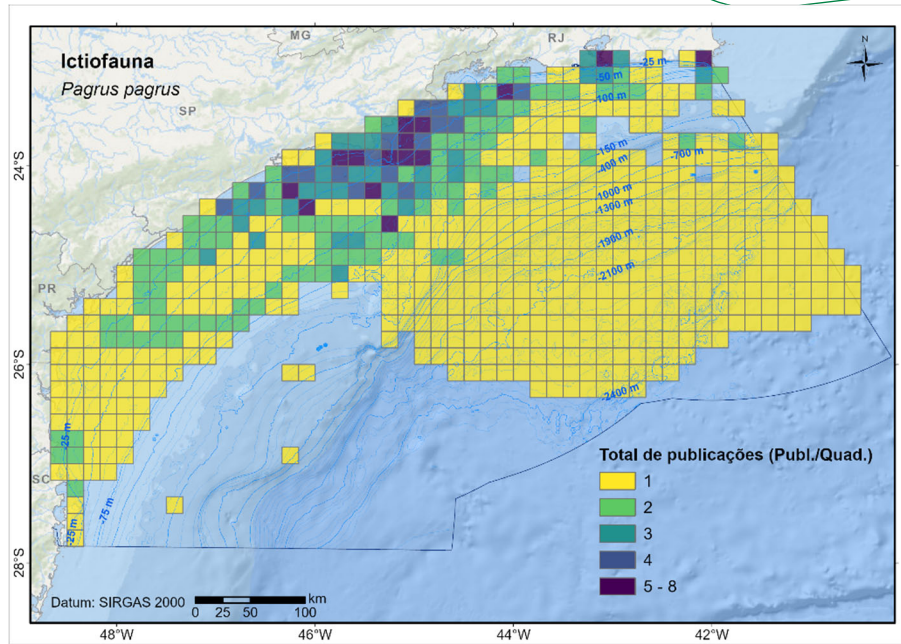 MG
RJ
N
Ictiofauna
Pagrus pagrus
SP
-25 m
-50 m
-100 m
-150 m
-700 m
-400 m
-1000 m
-1300 m
-1900 m
-2100 m
24°S
PR
26°S
-2400 m
-25 m
SC
-75 m
-25 m
28°S
Total de publicações (Publ./Quad.)
1
2
3
4
5 - 8
Datum: SIRGAS 2000
km
0 25 50 100
48°W 46°W 44°W 42°W